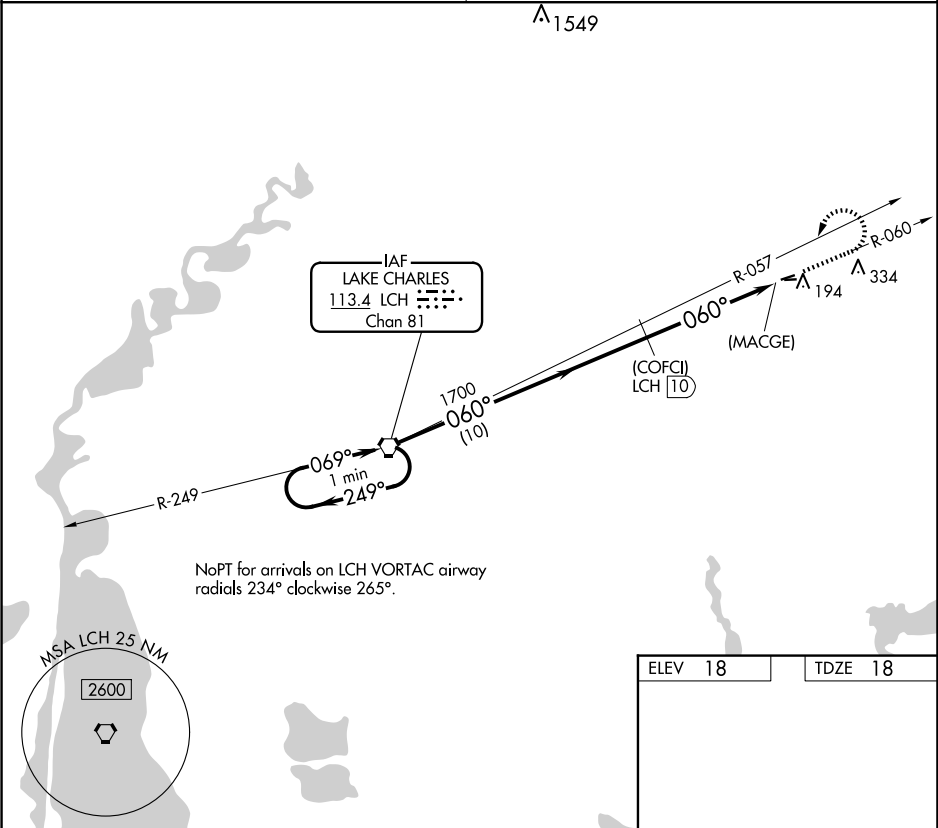 1549
IAF
LAKE CHARLES
113.4 LCH
Chan 81
R-057
R-060
334
194
060°
(MACGE)
(COFCI)
LCH 10
1700
060°
(10)
069°
1 min
249°
R-249
NoPT for arrivals on LCH VORTAC airway
radials 234° clockwise 265°.
MSA LCH 25 NM
2600
ELEV 18
TDZE 18